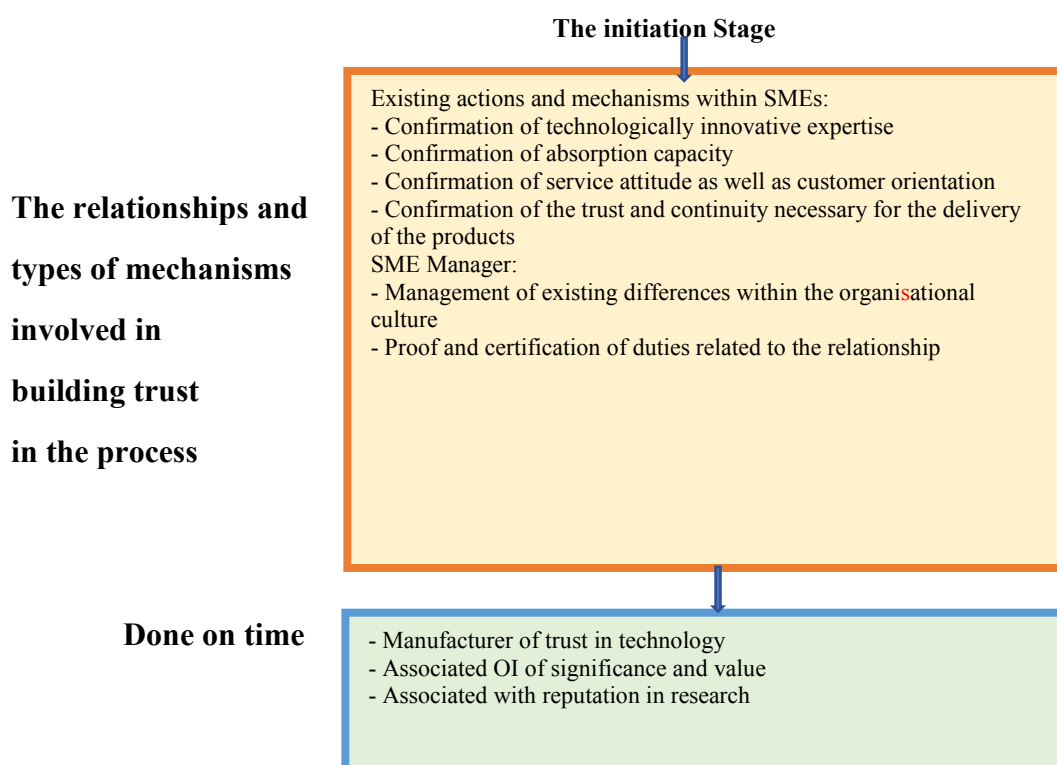 The initiation Stage
Existing actions and mechanisms within SMEs:
- Confirmation of technologically innovative expertise
- Confirmation of absorption capacity
- Confirmation of service attitude as well as customer orientation
- Confirmation of the trust and continuity necessary for the delivery
of the products
SME Manager:
- Management of existing differences within the organisational
culture
- Proof and certification of duties related to the relationship
The relationships and
types of mechanisms
involved in
building trust
in the process
Done on time
- Manufacturer of trust in technology
- Associated OI of significance and value
- Associated with reputation in research